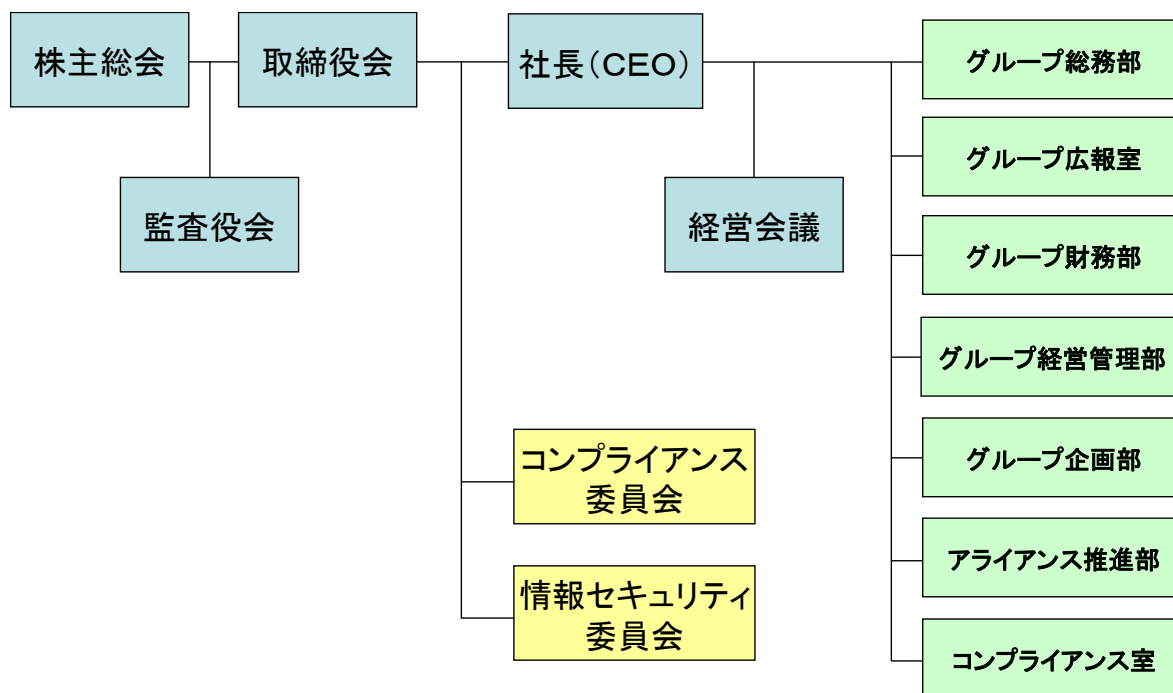 株主総会
取締役会
社長（CEO）
監査役会
経営会議
グループ総務部
グループ広報室
グループ財務部
グループ経営管理部
グループ企画部
アライアンス推進部
コンプライアンス室
コンプライアンス
委員会
情報セキュリティ
委員会